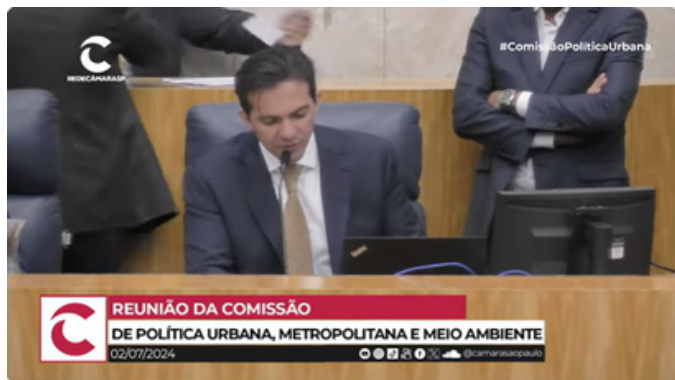 #ComissãoPolíticaUrbana
REDECÂMARASP
REUNIÃO DA COMISSÃO
DE POLÍTICA URBANA, METROPOLITANA E MEIO AMBIENTE
02/07/2024
@camarasaopaulo